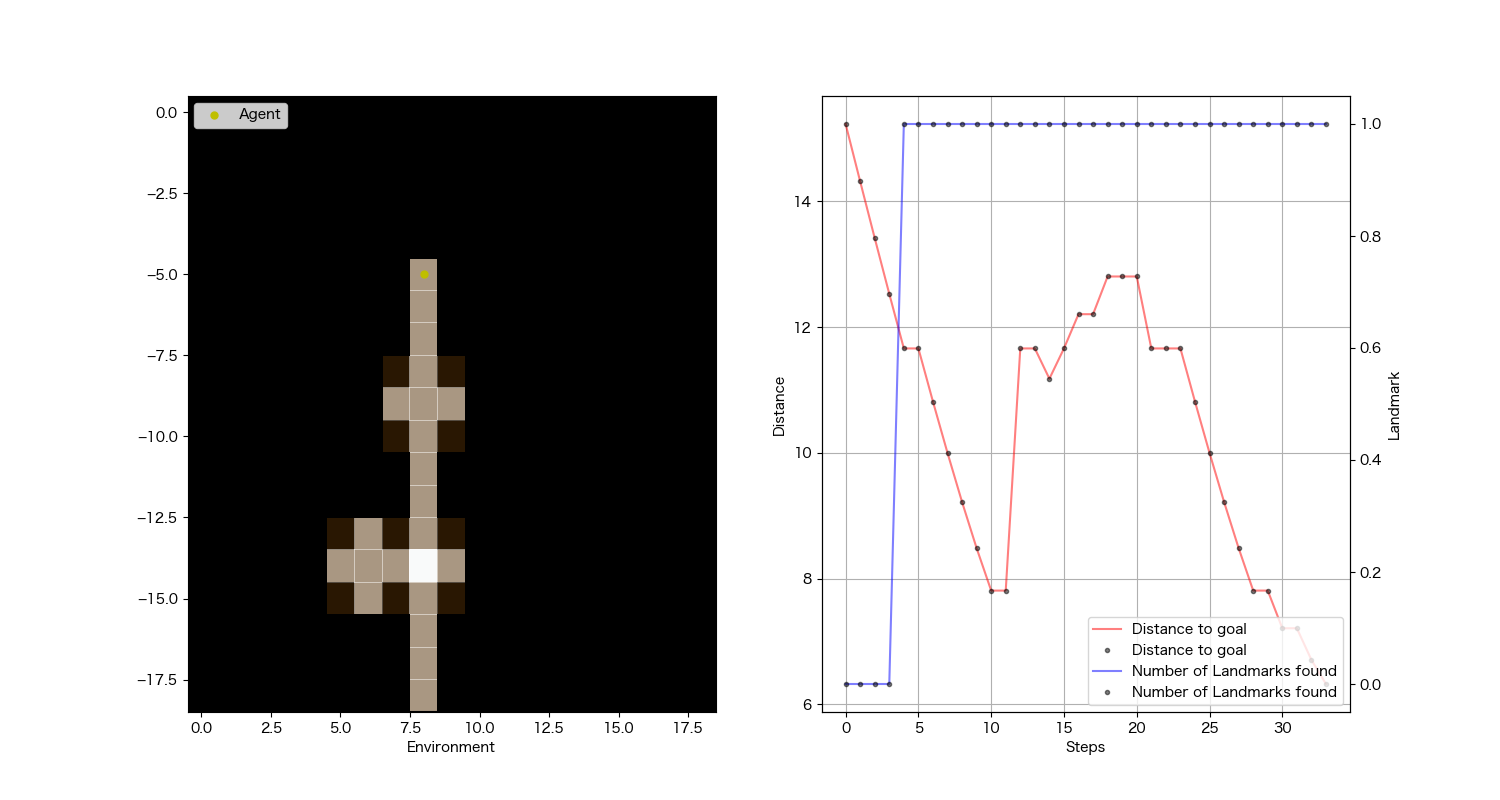 Agent
0.0
−2.5
−5.0
−7.5
−10.0
−12.5
−15.0
−17.5
0.0 2.5 5.0 7.5 10.0 12.5 15.0 17.5
Environment
Distance
14
12
10
8
6
0 5 10 15 20 25 30
Steps
1.0
0.8
0.6
0.4
0.2
0.0
Landmark
Distance to goal
Distance to goal
Number of Landmarks found
Number of Landmarks found